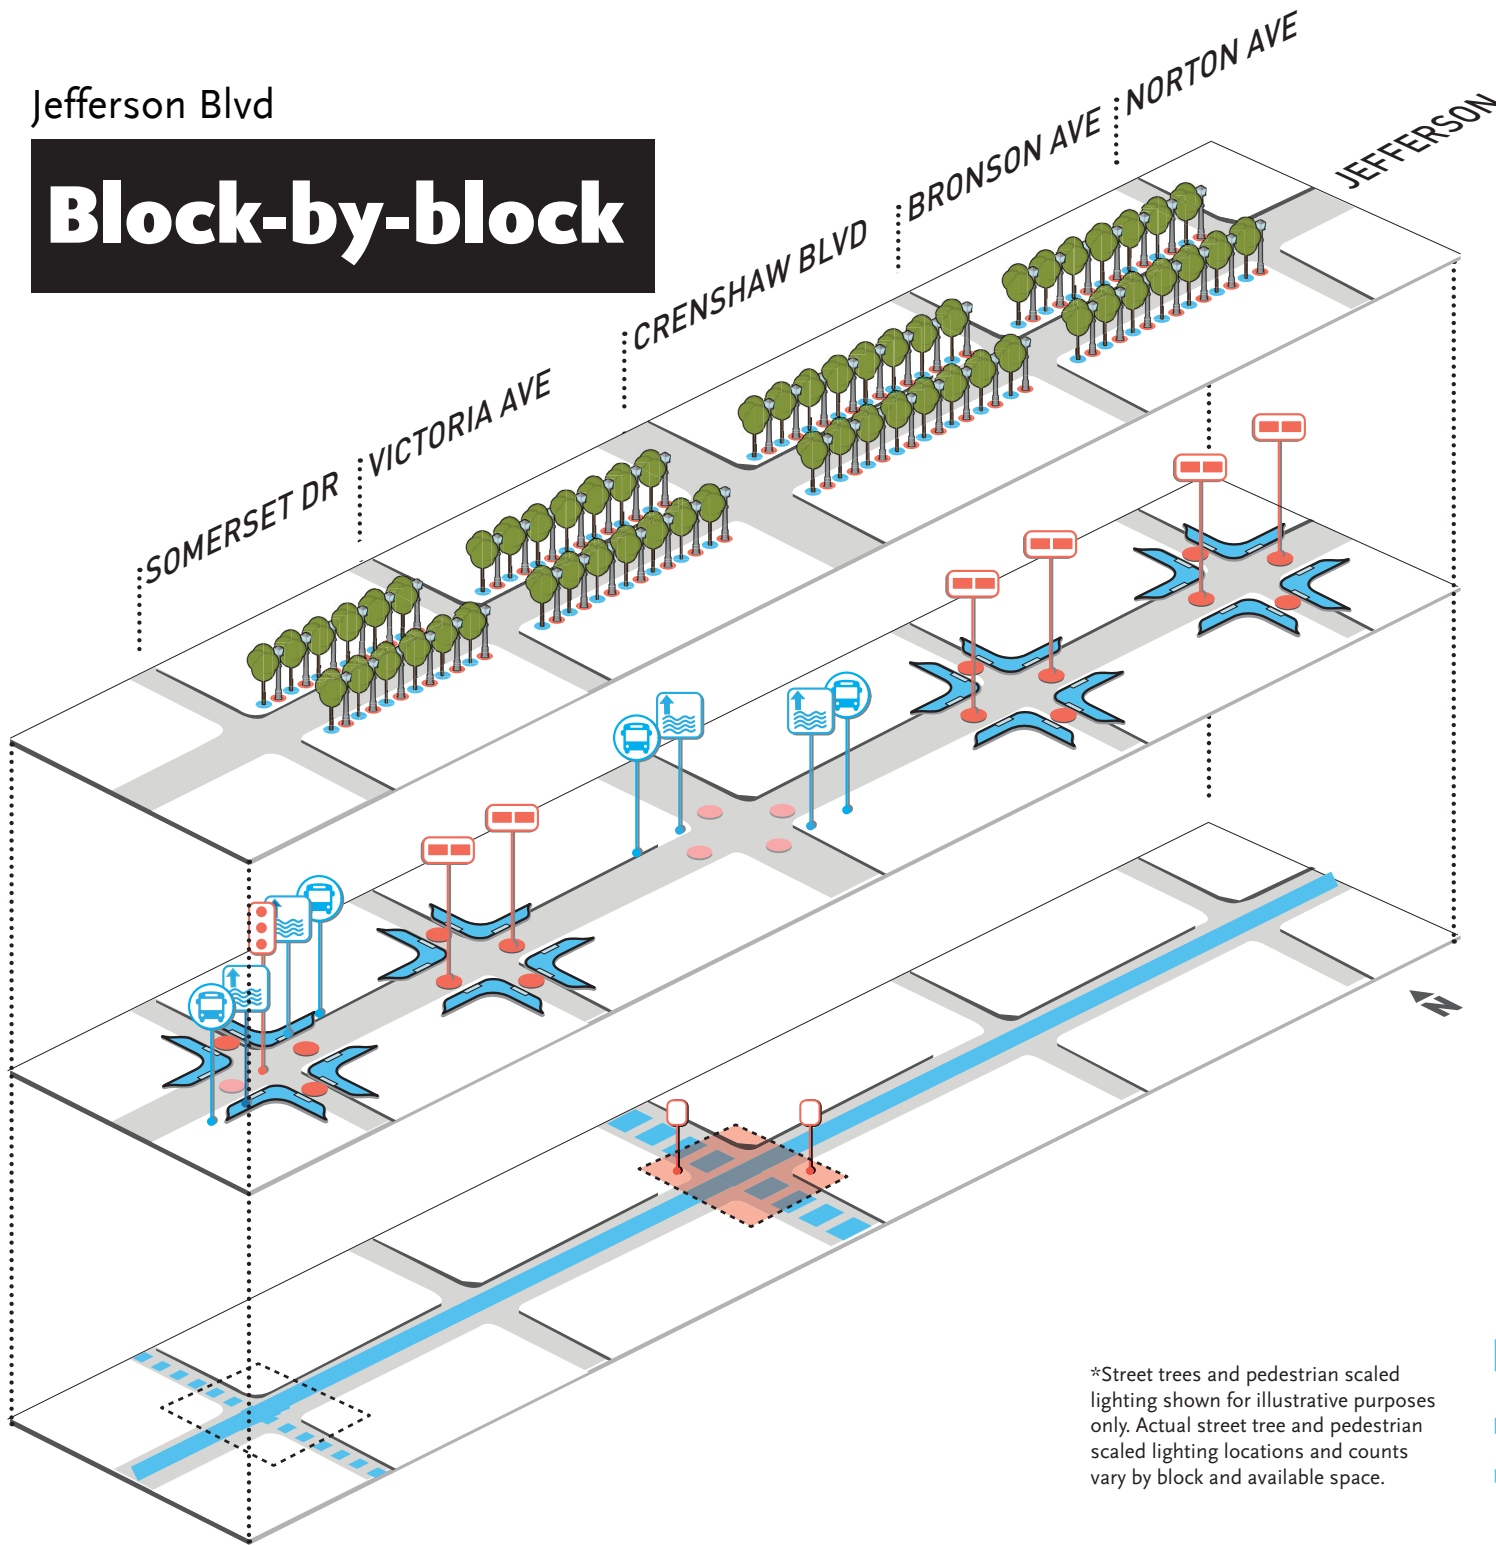 Jefferson Blvd
Block-by-block
SOMERSET DR
VICTORIA AVE
CRENSHAW BLVD
BRONSON AVE
NORTON AVE
JEFFERSON
N
*Street trees and pedestrian scaled
lighting shown for illustrative purposes
only. Actual street tree and pedestrian
scaled lighting locations and counts
vary by block and available space.